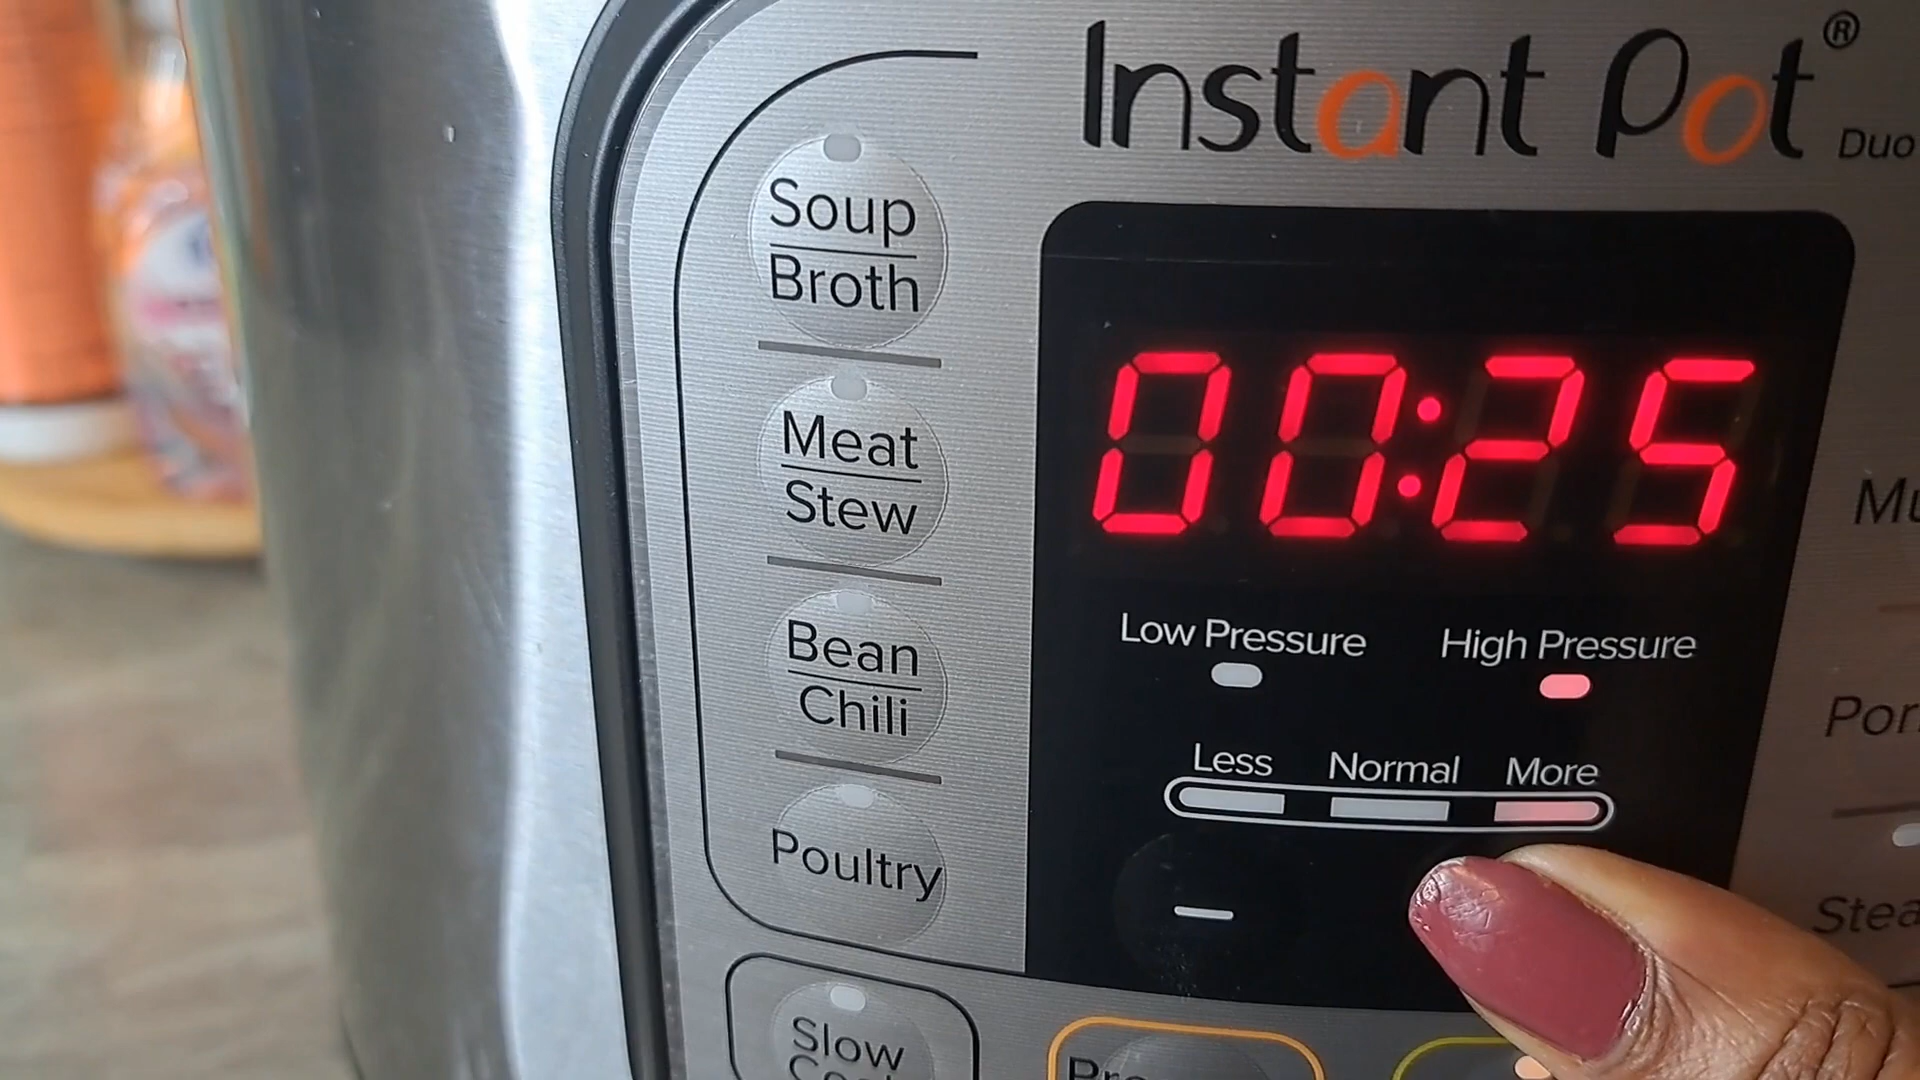 Instant Pot®
Duo
Soup
Broth
00:25
Meat
Stew
Low Pressure
High Pressure
Bean
Chili
Less
Normal
More
Poultry
-
Slow